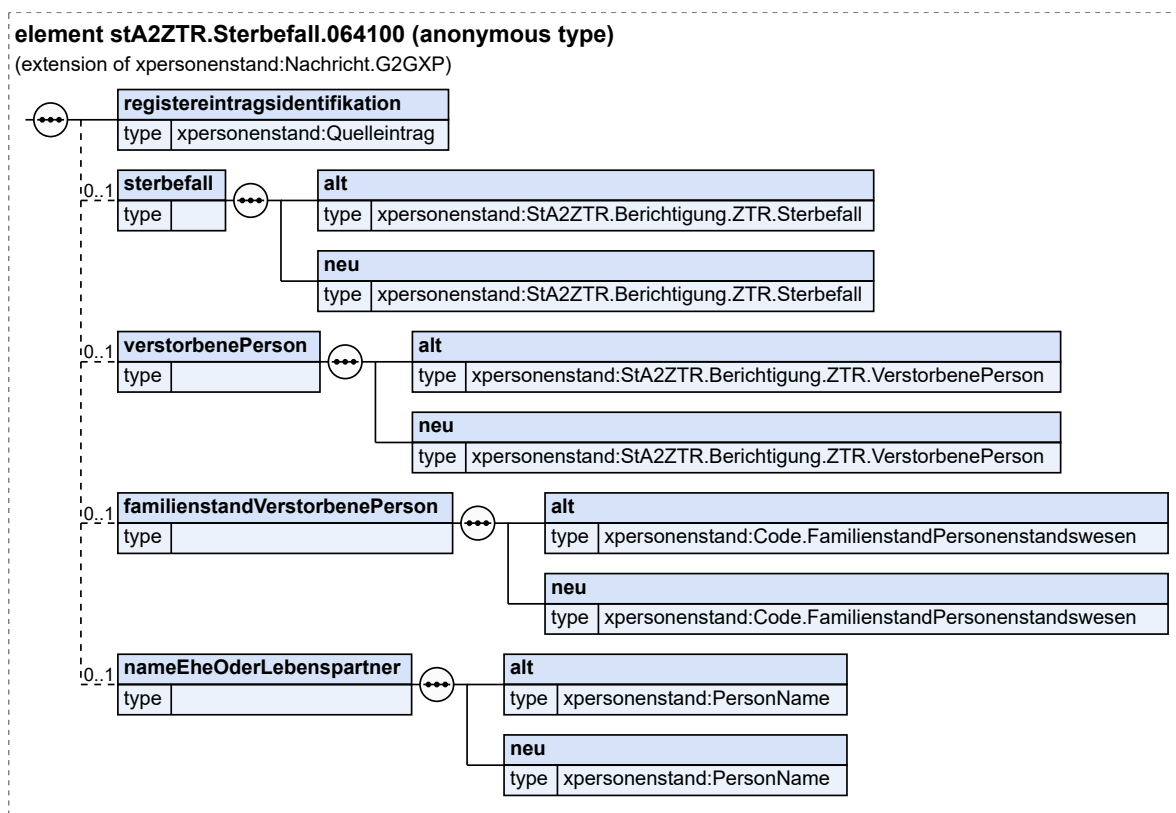 element stA2ZTR.Sterbefall.064100 (anonymous type)
(extension of xpersonenstand:Nachricht.G2GXP)
registereintragsidentifikation
type xpersonenstand:Quelleintrag
0..1
sterbefall
type
alt
type xpersonenstand:StA2ZTR.Berichtigung.ZTR.Sterbefall
neu
type xpersonenstand:StA2ZTR.Berichtigung.ZTR.Sterbefall
0..1
verstorbenePerson
type
alt
type xpersonenstand:StA2ZTR.Berichtigung.ZTR.VerstorbenePerson
neu
type xpersonenstand:StA2ZTR.Berichtigung.ZTR.VerstorbenePerson
0..1
familienstandVerstorbenePerson
type
alt
type xpersonenstand:Code.FamilienstandPersonenstandswesen
neu
type xpersonenstand:Code.FamilienstandPersonenstandswesen
0..1
nameEheOderLebenspartner
type
alt
type xpersonenstand:PersonName
neu
type xpersonenstand:PersonName